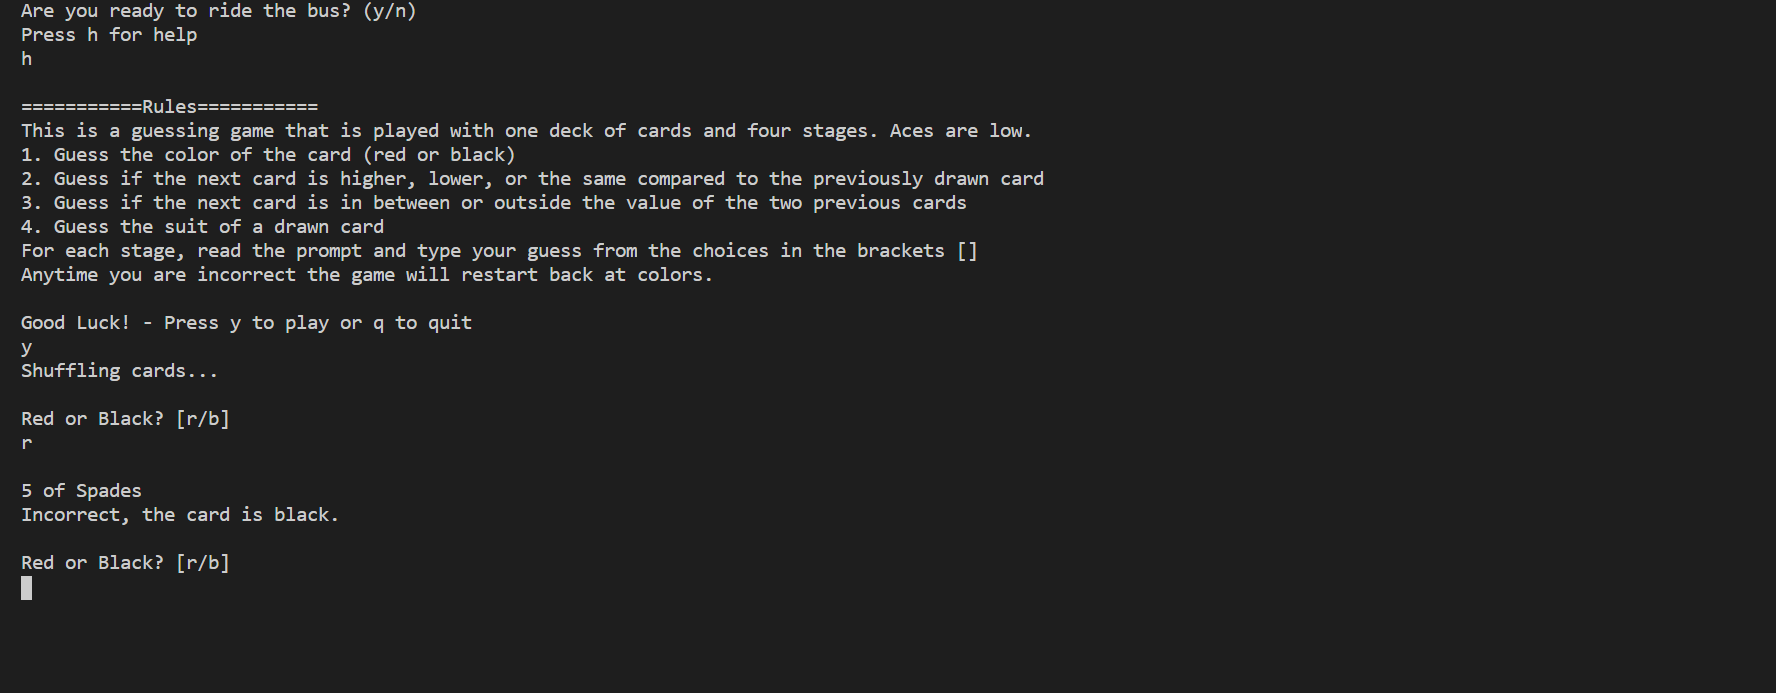 Are you ready to ride the bus? (y/n)
Press h for help
h
===========Rules===========
This is a guessing game that is played with one deck of cards and four stages. Aces are low.
1. Guess the color of the card (red or black)
2. Guess if the next card is higher, lower, or the same compared to the previously drawn card
3. Guess if the next card is in between or outside the value of the two previous cards
4. Guess the suit of a drawn card
For each stage, read the prompt and type your guess from the choices in the brackets []
Anytime you are incorrect the game will restart back at colors.
Good Luck! - Press y to play or q to quit
y
Shuffling cards...
Red or Black? [r/b]
r
5 of Spades
Incorrect, the card is black.
Red or Black? [r/b]